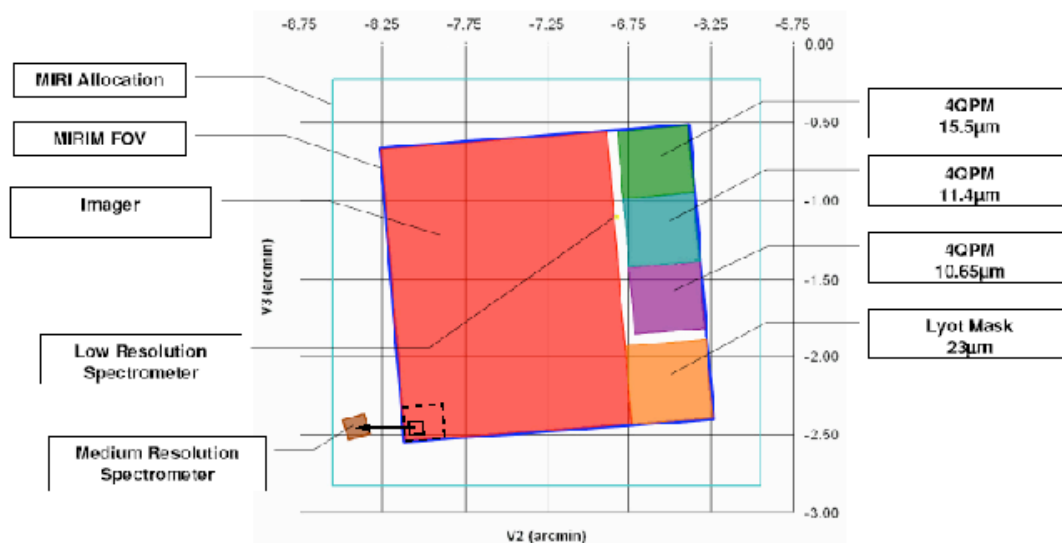 -8.75 -8.25 -7.75 -7.25 -6.75 -3.25 -5.75
0.00
MIRI Allocation
MIRIM FOV
Imager
Low Resolution
Spectrometer
Medium Resolution
Spectrometer
V3 (arcmin)
4QPM
15.5µm
4QPM
11.4µm
4QPM
10.65µm
Lyot Mask
23µm
-0.50
-1.00
-1.50
-2.00
-2.50
-3.00
V2 (arcmin)